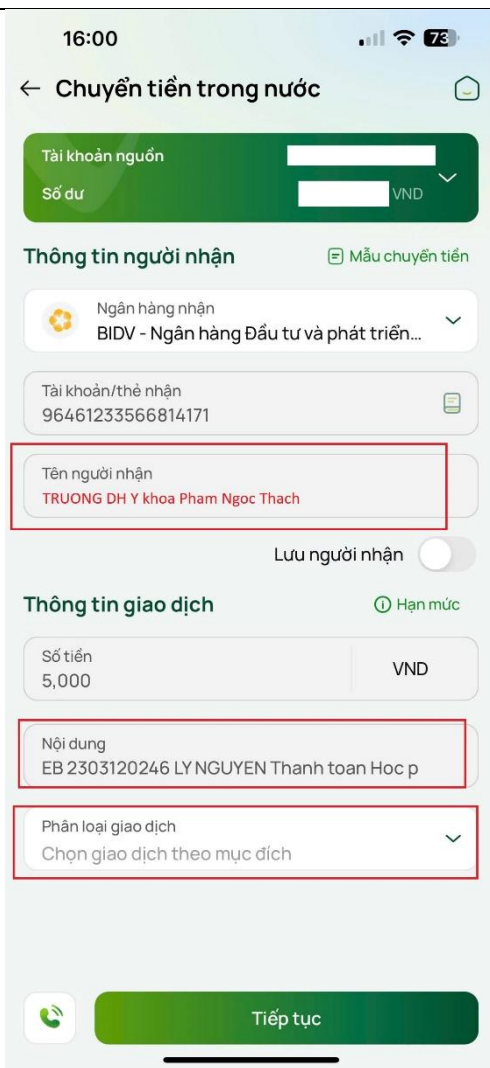 16:00
73
Chuyển tiền trong nước
Tài khoản nguồn
Số dư
VND
Thông tin người nhận
Mẫu chuyển tiền
Ngân hàng nhận
BIDV - Ngân hàng Đầu tư và phát triển...
Tài khoản/thẻ nhận
96461233566814171
Tên người nhận
TRUONG DH Y khoa Pham Ngoc Thach
Lưu người nhận
Thông tin giao dịch
Hạn mức
Số tiền
5,000
VND
Nội dung
EB 2303120246 LY NGUYEN Thanh toan Hoc p
Phân loại giao dịch
Chọn giao dịch theo mục đích
Tiếp tục